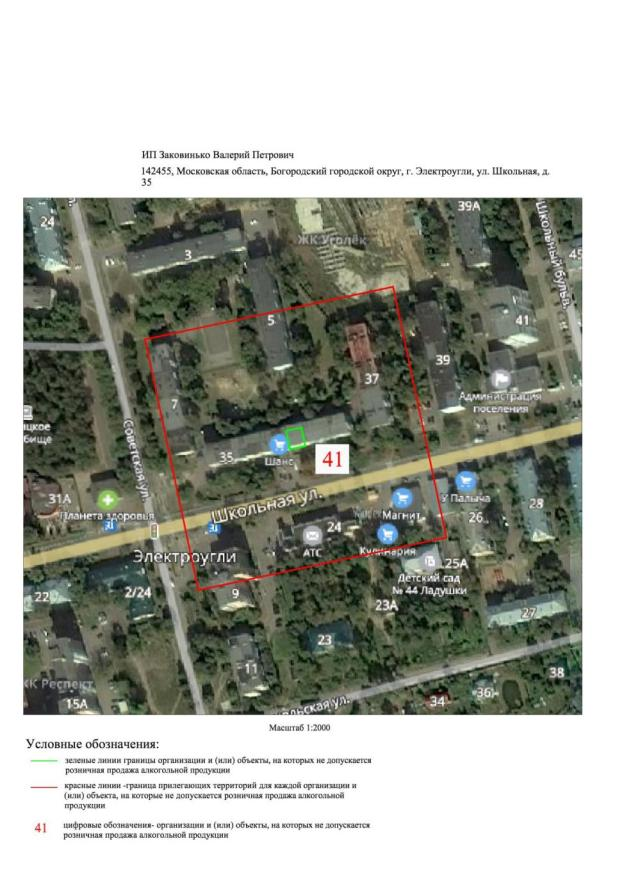 ИП Заковинько Валерий Петрович
142455, Московская область, Богородский городской округ, г. Электроугли, ул. Школьная, д.
35
24
39А
ЖК Уголёк
Школьный бульв.
3
45
5
41
39
37
Администрация
поселения
7
цкое
бище
Советская ул.
35
Шанс
41
31А
Планета здоровья
Школьная ул.
У Палыча
Магнит
28
26
24
АТС
Кулинария
Электроугли
25А
Детский сад
№ 44 Ладушки
22
2/24
9
23А
27
23
11
38
ЖК Респект
36
34
15А
льская ул.
Масштаб 1:2000
Условные обозначения:
зеленые линии границы организации и (или) объекты, на которых не допускается
розничная продажа алкогольной продукции
красные линии -граница прилегающих территорий для каждой организации и
(или) объекта, на которые не допускается розничная продажа алкогольной
продукции
41
цифровые обозначения- организации и (или) объекты, на которых не допускается
розничная продажа алкогольной продукции